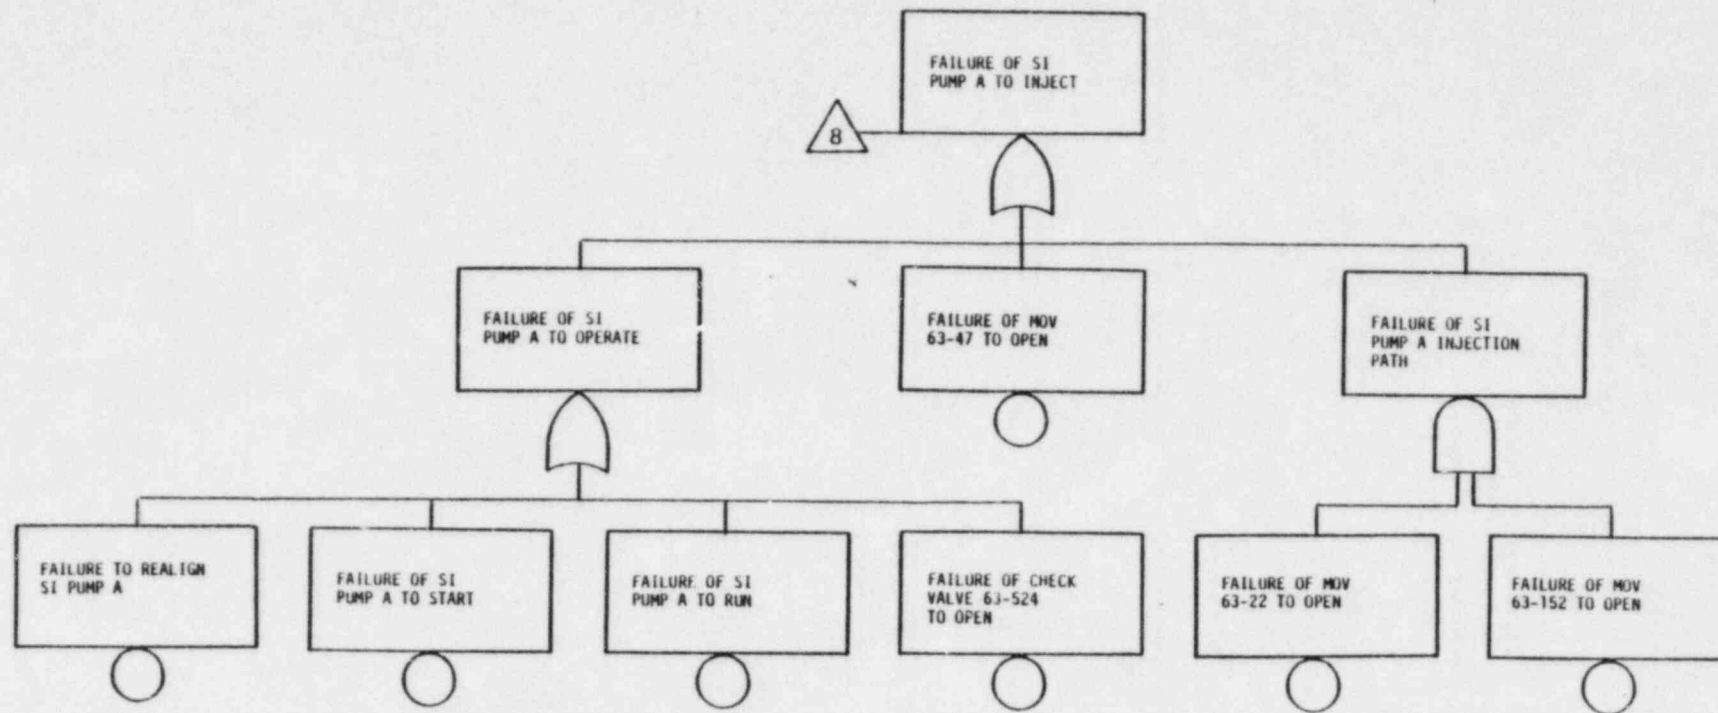 FAILURE OF SI
PUMP A TO INJECT
8
FAILURE OF SI
PUMP A TO OPERATE
FAILURE OF MOV
63-47 TO OPEN
FAILURE OF SI
PUMP A INJECTION
PATH
FAILURE TO REALIGN
SI PUMP A
FAILURE OF SI
PUMP A TO START
FAILURE OF SI
PUMP A TO RUN
FAILURE OF CHECK
VALVE 63-524
TO OPEN
FAILURE OF MOV
63-22 TO OPEN
FAILURE OF MOV
63-152 TO OPEN